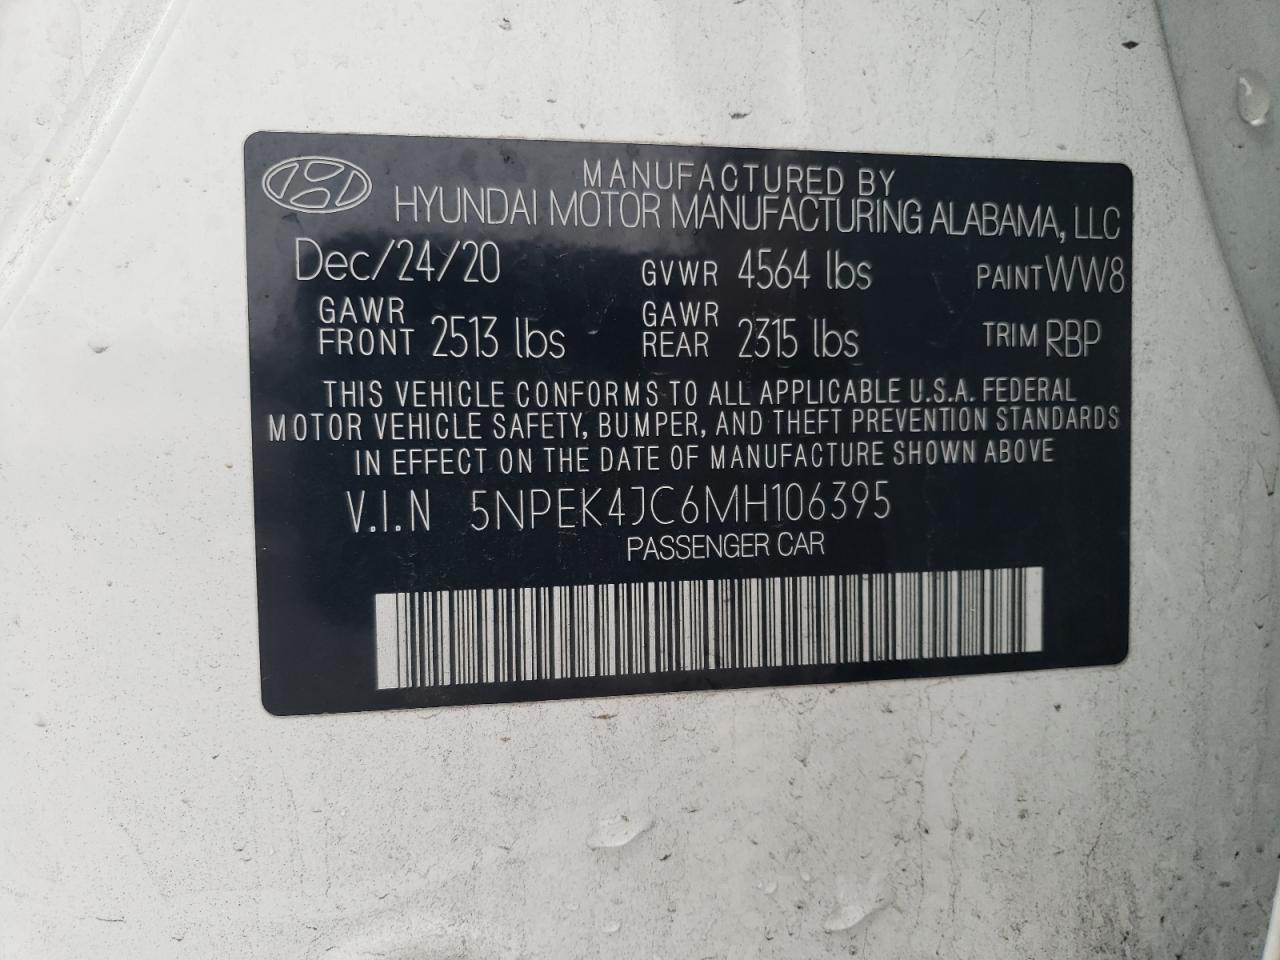 MANUFACTURED BY
HYUNDAI MOTOR MANUFACTURING ALABAMA, LLC
Dec/24/20 GVWR 4564 lbs PAINT WW8
GAWR FRONT 2513 lbs GAWR REAR 2315 lbs TRIM RBP
THIS VEHICLE CONFORMS TO ALL APPLICABLE U.S.A. FEDERAL
MOTOR VEHICLE SAFETY, BUMPER, AND THEFT PREVENTION STANDARDS
IN EFFECT ON THE DATE OF MANUFACTURE SHOWN ABOVE
V.I.N 5NPEK4JC6MH106395
PASSENGER CAR